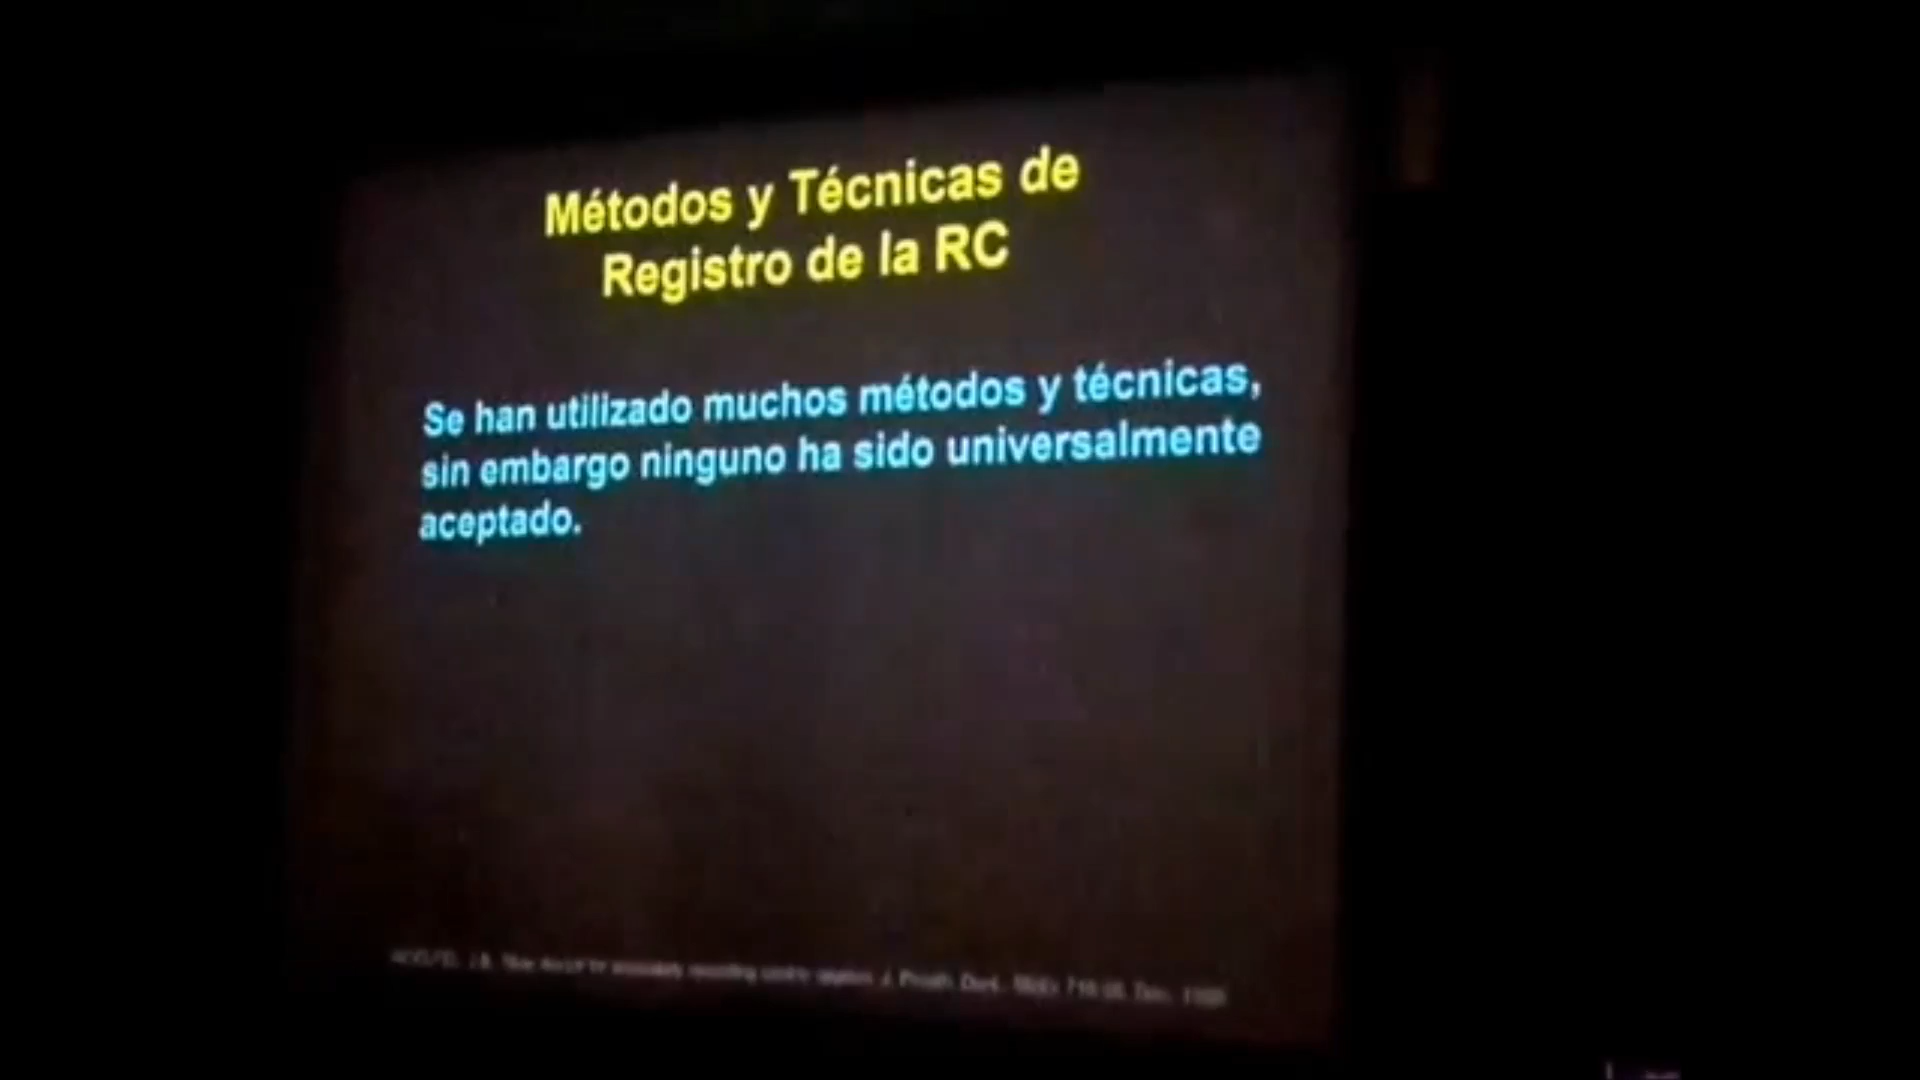 Métodos y Técnicas de
Registro de la RC
Se han utilizado muchos métodos y técnicas,
sin embargo ninguno ha sido universalmente
aceptado.